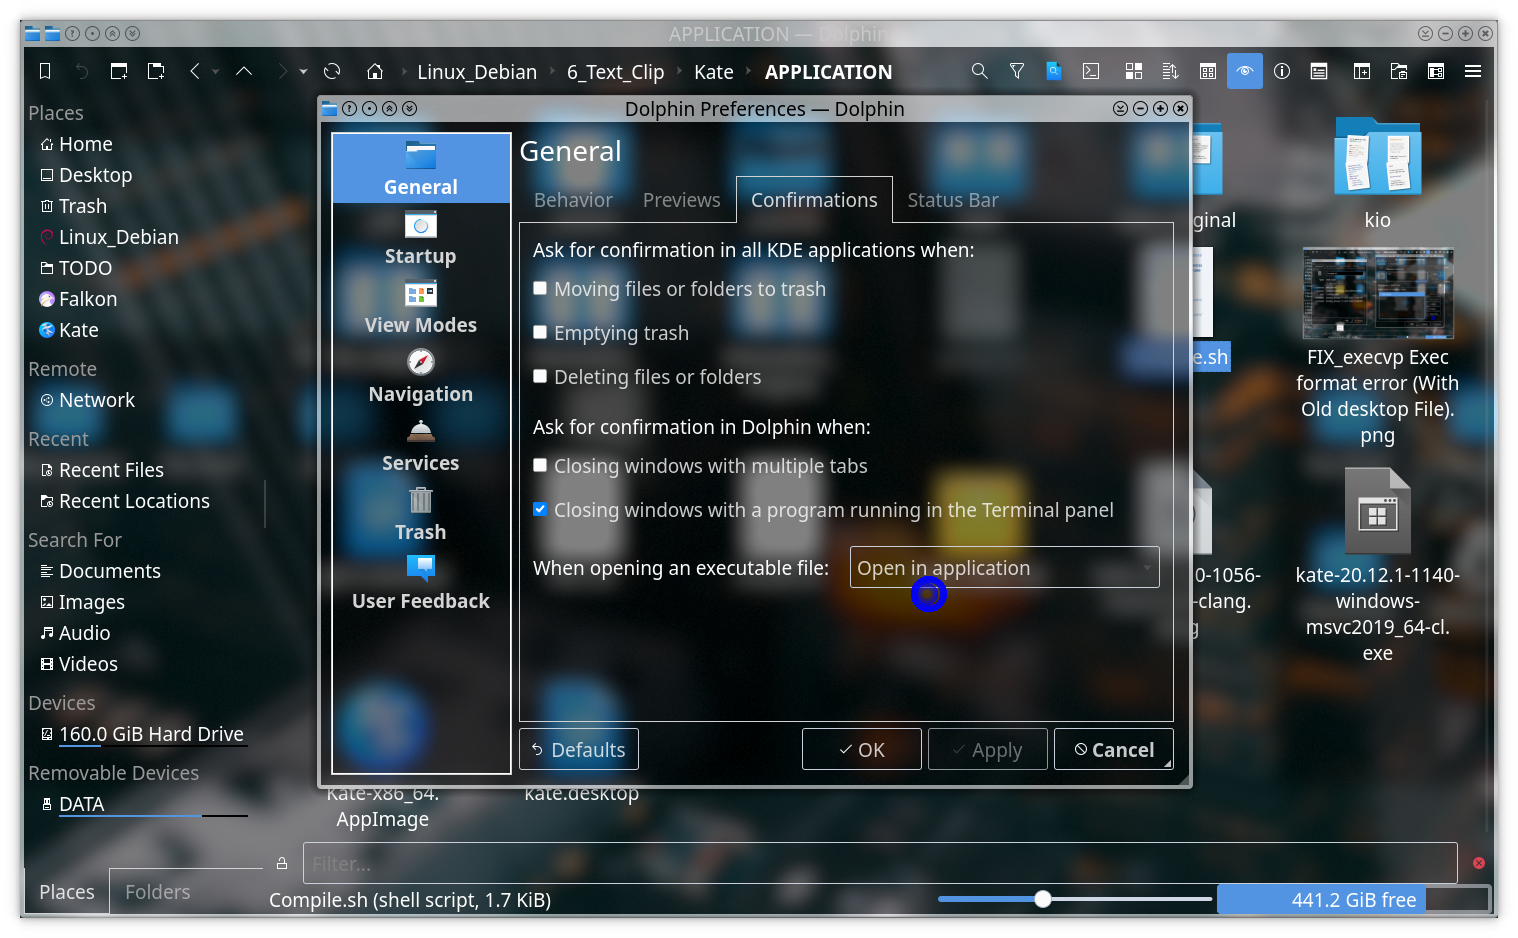 APPLICATION — Dolphin
Linux_Debian
6_Text_Clip
Kate
APPLICATION
Places
Home
Desktop
Trash
Linux_Debian
TODO
Falkon
Kate
Remote
Network
Recent
Recent Files
Recent Locations
Search For
Documents
Images
Audio
Videos
Devices
160.0 GiB Hard Drive
Removable Devices
DATA
Places
Folders
Dolphin Preferences — Dolphin
General
Startup
View Modes
Navigation
Services
Trash
User Feedback
General
Behavior
Previews
Confirmations
Status Bar
Ask for confirmation in all KDE applications when:
Moving files or folders to trash
Emptying trash
Deleting files or folders
Ask for confirmation in Dolphin when:
Closing windows with multiple tabs
Closing windows with a program running in the Terminal panel
When opening an executable file:
Open in application
Defaults
OK
Apply
Cancel
ginal
kio
e.sh
FIX_execvp Exec
format error (With
Old desktop File).
png
0-1056-
-clang.
g
kate-20.12.1-1140-
windows-
msvc2019_64-cl.
exe
Kate-x86_64.
AppImage
kate.desktop
Filter...
Compile.sh (shell script, 1.7 KiB)
441.2 GiB free